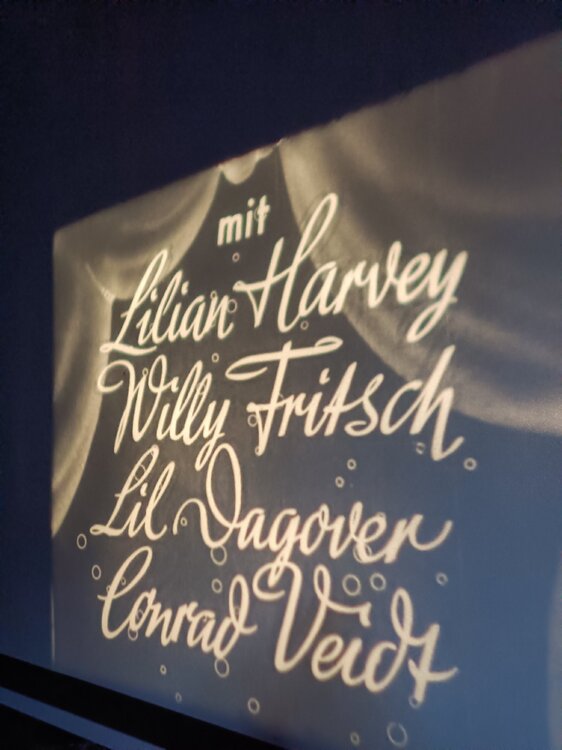 mit
Lilian Harvey
Willy Fritsch
Lil Dagover
Conrad Veidt